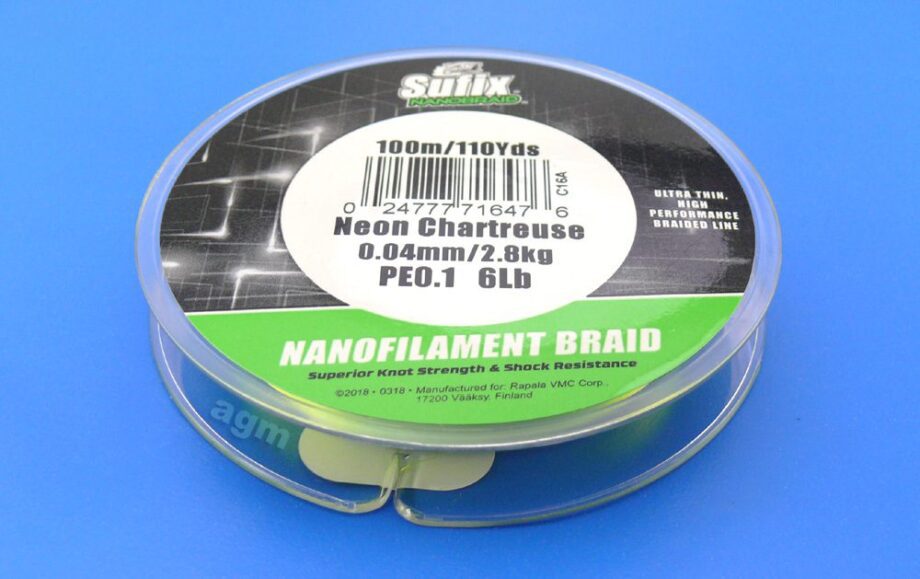 Sufix
NANOBRAID
100m/110Yds
C16A
0 24777 71647 6
Neon Chartreuse
0.04mm/2.8kg
PE0.1 6Lb
ULTRA THIN,
HIGH
PERFORMANCE
BRAIDED LINE
NANOFILAMENT BRAID
Superior Knot Strength & Shock Resistance
©2018 • 0318 • Manufactured for: Rapala VMC Corp.,
17200 Vääksy, Finland
agm